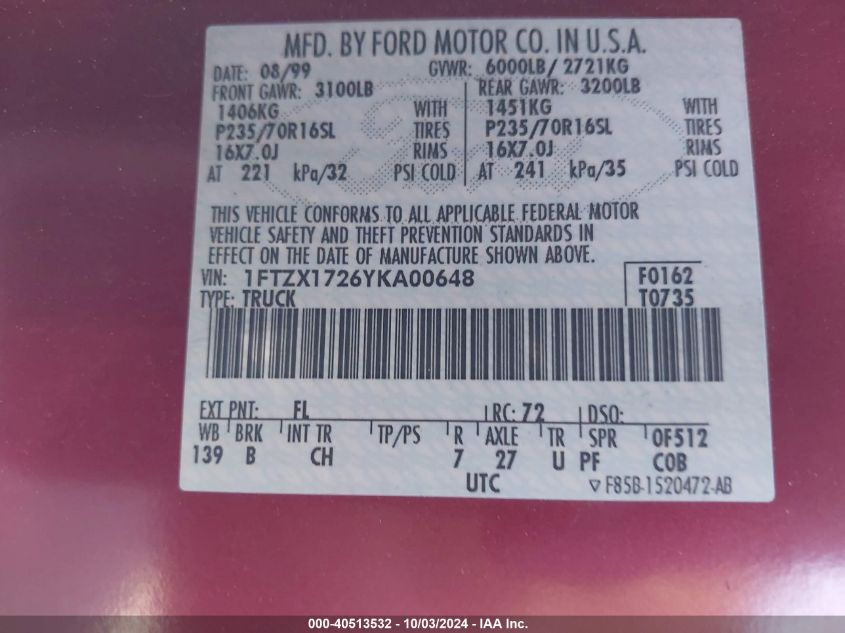 MFD. BY FORD MOTOR CO. IN U.S.A.
DATE: 08/99 GVWR: 6000LB/ 2721KG
FRONT GAWR: 3100LB REAR GAWR: 3200LB
1406KG WITH 1451KG WITH
P235/70R16SL TIRES P235/70R16SL TIRES
16X7.0J RIMS 16X7.0J RIMS
AT 221 kPa/32 PSI COLD AT 241 kPa/35 PSI COLD
THIS VEHICLE CONFORMS TO ALL APPLICABLE FEDERAL MOTOR
VEHICLE SAFETY AND THEFT PREVENTION STANDARDS IN
EFFECT ON THE DATE OF MANUFACTURE SHOWN ABOVE.
VIN: 1FTZX1726YKA00648 F0162
TYPE: TRUCK T0735
EXT PNT: FL RC: 72 DSO:
WB BRK INT TR TP/PS R AXLE TR SPR OF512
139 B CH 7 27 U PF COB
UTC ▽ F85B-1520472-AB
000-40513532 - 10/03/2024 - IAA Inc.